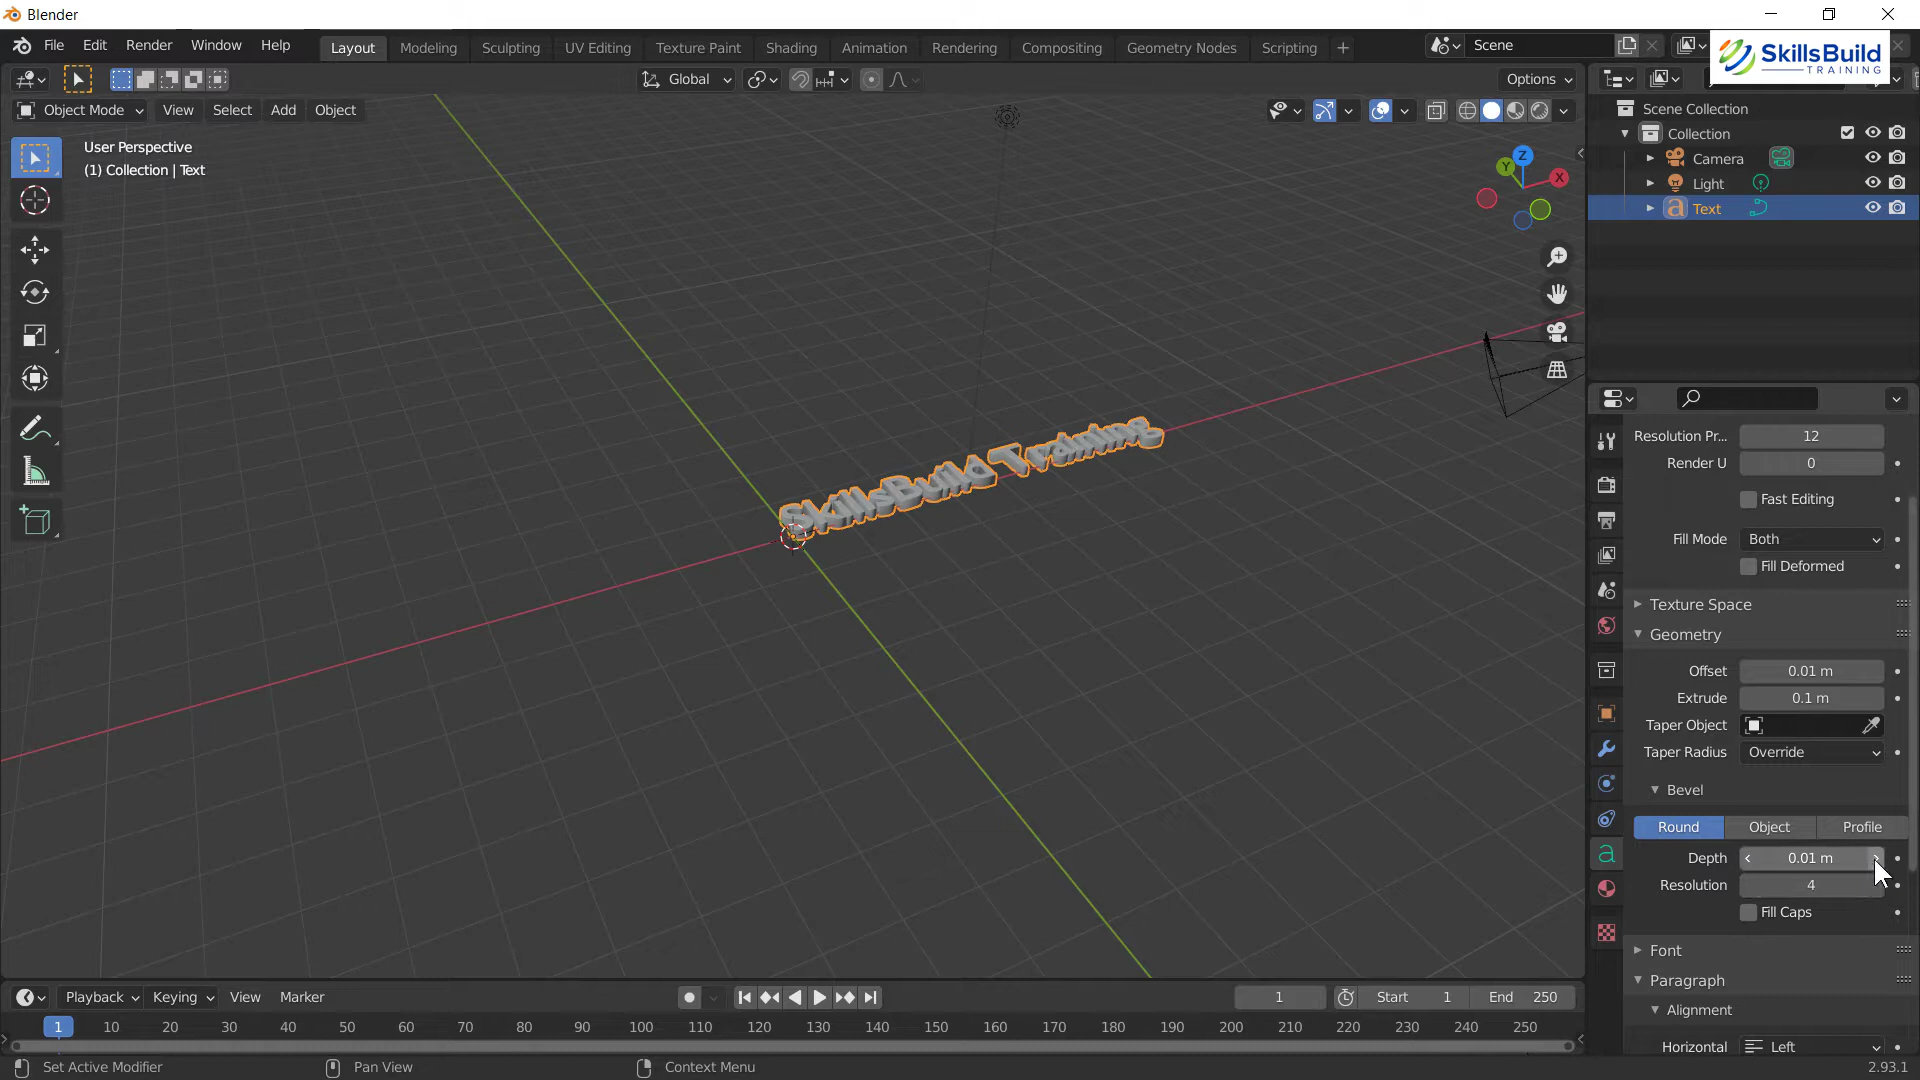 Blender
File Edit Render Window Help
Layout Modeling Sculpting UV Editing Texture Paint Shading Animation Rendering Compositing Geometry Nodes Scripting
Scene
SkillsBuild
TRAINING
Global
Options
Object Mode View Select Add Object
User Perspective
(1) Collection | Text
Z
Y
X
Scene Collection
Collection
Camera
Light
Text
SkillsBuild Training
Resolution Pr... 12
Render U 0
Fast Editing
Fill Mode Both
Fill Deformed
Texture Space
Geometry
Offset 0.01 m
Extrude 0.1 m
Taper Object
Taper Radius Override
Bevel
Round Object Profile
Depth 0.01 m
Resolution 4
Fill Caps
Font
Paragraph
Alignment
Horizontal Left
Playback Keying View Marker
1
Start 1
End 250
1 10 20 30 40 50 60 70 80 90 100 110 120 130 140 150 160 170 180 190 200 210 220 230 240 250
Set Active Modifier
Pan View
Context Menu
2.93.1